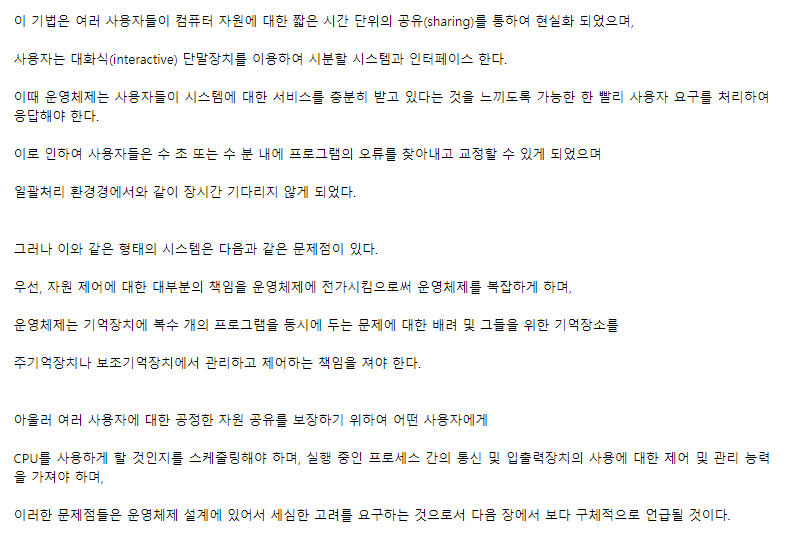 이 기법은 여러 사용자들이 컴퓨터 자원에 대한 짧은 시간 단위의 공유(sharing)를 통하여 현실화 되었으며,
사용자는 대화식(interactive) 단말장치를 이용하여 시분할 시스템과 인터페이스 한다.
이때 운영체제는 사용자들이 시스템에 대한 서비스를 충분히 받고 있다는 것을 느끼도록 가능한 한 빨리 사용자 요구를 처리하여
응답해야 한다.
이로 인하여 사용자들은 수 초 또는 수 분 내에 프로그램의 오류를 찾아내고 교정할 수 있게 되었으며
일괄처리 환경경에서와 같이 장시간 기다리지 않게 되었다.
그러나 이와 같은 형태의 시스템은 다음과 같은 문제점이 있다.
우선, 자원 제어에 대한 대부분의 책임을 운영체제에 전가시킴으로써 운영체제를 복잡하게 하며,
운영체제는 기억장치에 복수 개의 프로그램을 동시에 두는 문제에 대한 배려 및 그들을 위한 기억장소를
주기억장치나 보조기억장치에서 관리하고 제어하는 책임을 져야 한다.
아울러 여러 사용자에 대한 공정한 자원 공유를 보장하기 위하여 어떤 사용자에게
CPU를 사용하게 할 것인지를 스케줄링해야 하며, 실행 중인 프로세스 간의 통신 및 입출력장치의 사용에 대한 제어 및 관리 능력
을 가져야 하며,
이러한 문제점들은 운영체제 설계에 있어서 세심한 고려를 요구하는 것으로서 다음 장에서 보다 구체적으로 언급될 것이다.